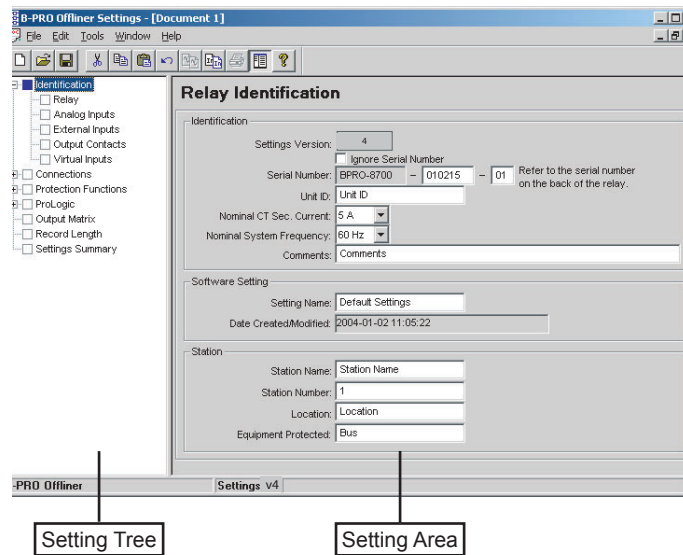 B-PRO Offliner Settings - [Document 1]
File Edit Tools Window Help
Identification
Relay
Analog Inputs
External Inputs
Output Contacts
Virtual Inputs
Connections
Protection Functions
ProLogic
Output Matrix
Record Length
Settings Summary
Relay Identification
Identification
Settings Version: 4
Ignore Serial Number
Serial Number: BPRO-8700 - 010215 - 01 Refer to the serial number
on the back of the relay.
Unit ID: Unit ID
Nominal CT Sec. Current: 5 A
Nominal System Frequency: 60 Hz
Comments: Comments
Software Setting
Setting Name: Default Settings
Date Created/Modified: 2004-01-02 11:05:22
Station
Station Name: Station Name
Station Number: 1
Location: Location
Equipment Protected: Bus
-PRO Offliner Settings v4
Setting Tree Setting Area